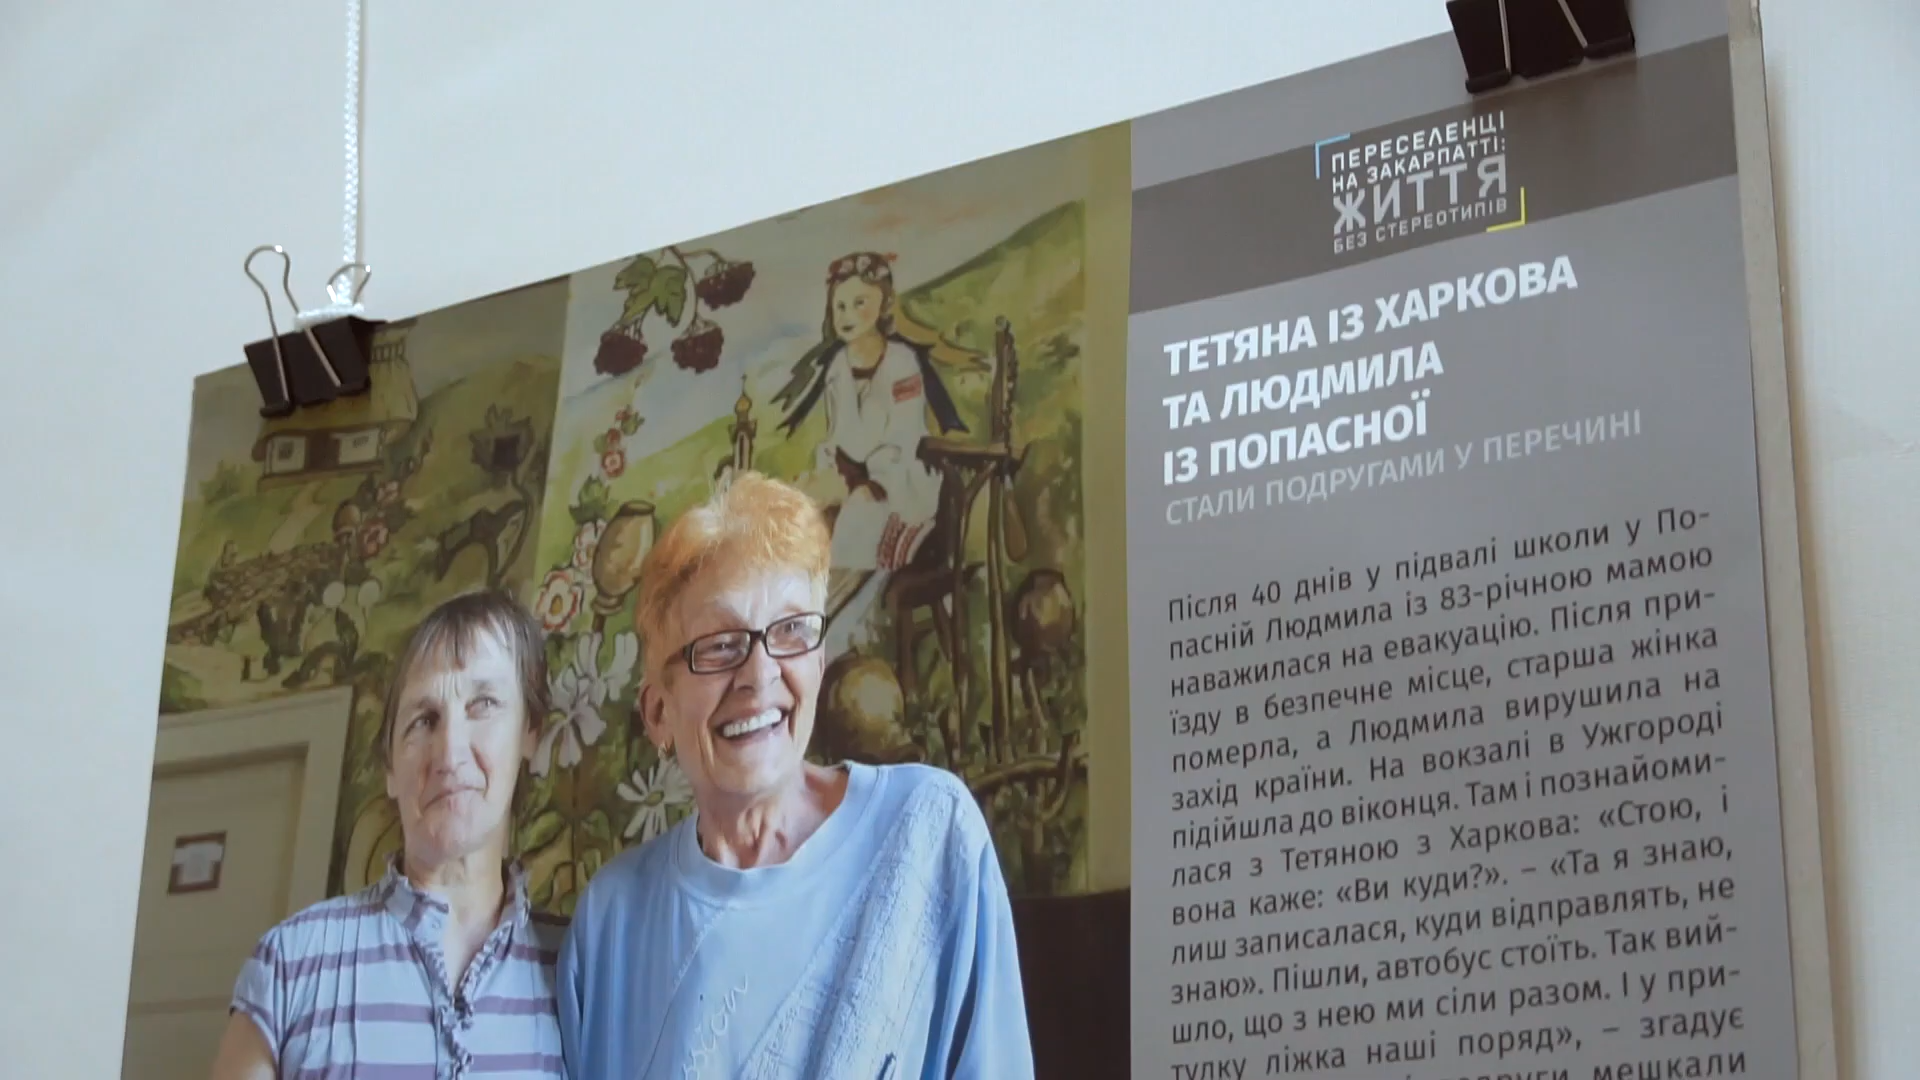 ПЕРЕСЕЛЕНЦІ
НА ЗАКАРПАТТІ:
ЖИТТЯ
БЕЗ СТЕРЕОТИПІВ
ТЕТЯНА ІЗ ХАРКОВА
ТА ЛЮДМИЛА
ІЗ ПОПАСНОЇ
СТАЛИ ПОДРУГАМИ У ПЕРЕЧИНІ
Після 40 днів у підвалі школи у По-
пасній Людмила із 83-річною мамою
наважилася на евакуацію. Після при-
їзду в безпечне місце, старша жінка
померла, а Людмила вирушила на
захід країни. На вокзалі в Ужгороді
підійшла до віконця. Там і познайоми-
лася з Тетяною з Харкова: «Стою, і
вона каже: «Ви куди?». – «Та я знаю,
лиш записалася, куди відправлять, не
знаю». Пішли, автобус стоїть. Так вий-
шло, що з нею ми сіли разом. І у при-
тулку ліжка наші поряд», – згадує
мешкали